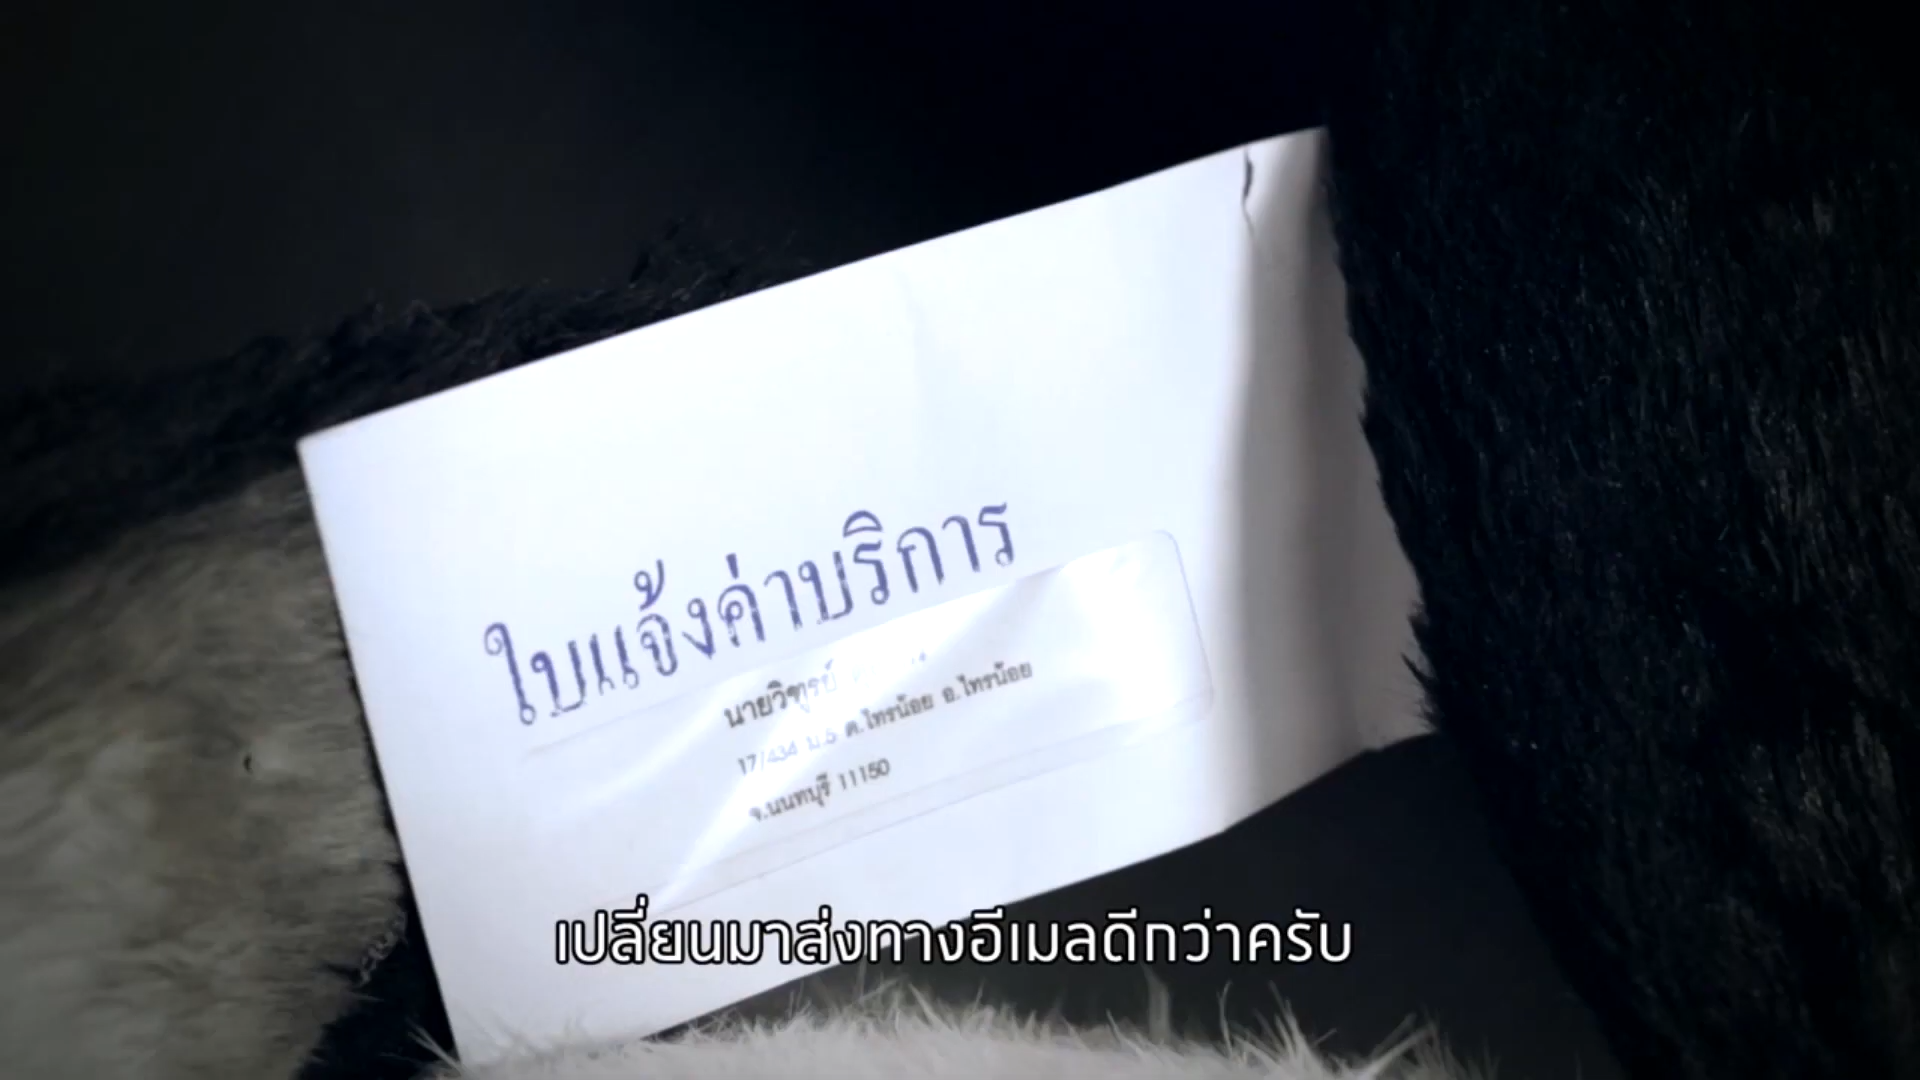 ใบแจ้งค่าบริการ
นายวิฑูรย์
17/434 ม.5 ต.ไทรน้อย อ.ไทรน้อย
จ.นนทบุรี 11150
เปลี่ยนมาส่งทางอีเมลดีกว่าครับ